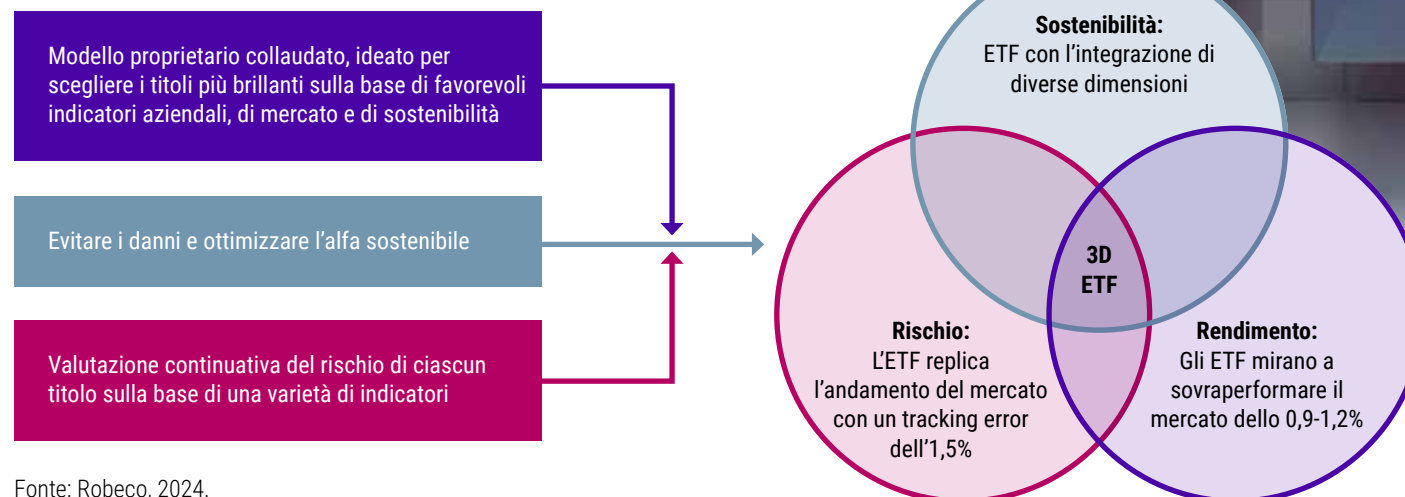 Modello proprietario collaudato, ideato per
scegliere i titoli più brillanti sulla base di favorevoli
indicatori aziendali, di mercato e di sostenibilità
Evitare i danni e ottimizzare l’alfa sostenibile
Valutazione continuativa del rischio di ciascun
titolo sulla base di una varietà di indicatori
Sostenibilità:
ETF con l’integrazione di
diverse dimensioni
3D
ETF
Rischio:
L’ETF replica
l’andamento del mercato
con un tracking error
dell’1,5%
Rendimento:
Gli ETF mirano a
sovraperformare il
mercato dello 0,9-1,2%
Fonte: Robeco, 2024.